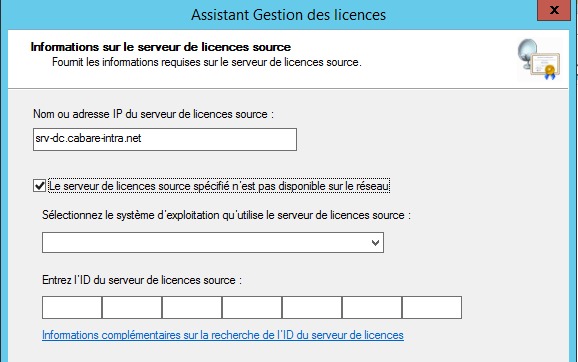 Assistant Gestion des licences
x
Informations sur le serveur de licences source
Fournit les informations requises sur le serveur de licences source.
Nom ou adresse IP du serveur de licences source :
srv-dc.cabare-intra.net
Le serveur de licences source spécifié n'est pas disponible sur le réseau
Sélectionnez le système d'exploitation qu'utilise le serveur de licences source :
Entrez l'ID du serveur de licences source :
Informations complémentaires sur la recherche de l'ID du serveur de licences